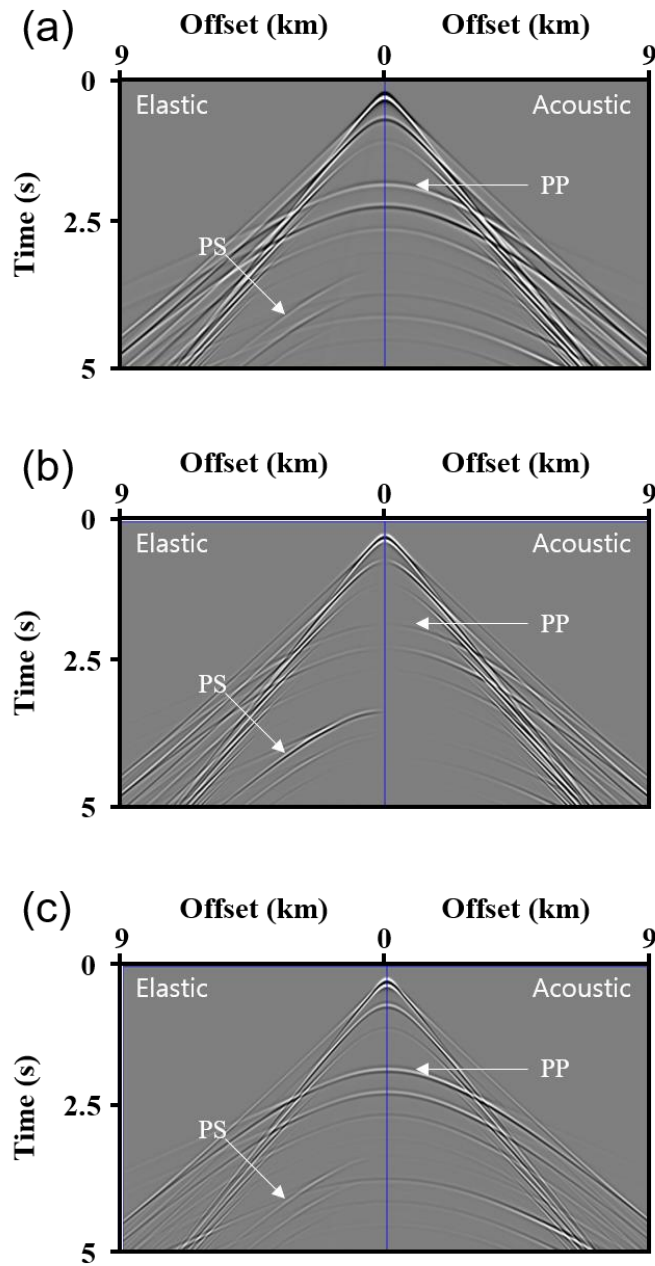 (a)
Offset (km) Offset (km)
9 0 9
0
Elastic Acoustic
PP
2.5
PS
Time (s)
5
(b)
Offset (km) Offset (km)
9 0 9
0
Elastic Acoustic
PP
2.5
PS
Time (s)
5
(c)
Offset (km) Offset (km)
9 0 9
0
Elastic Acoustic
PP
2.5
PS
Time (s)
5